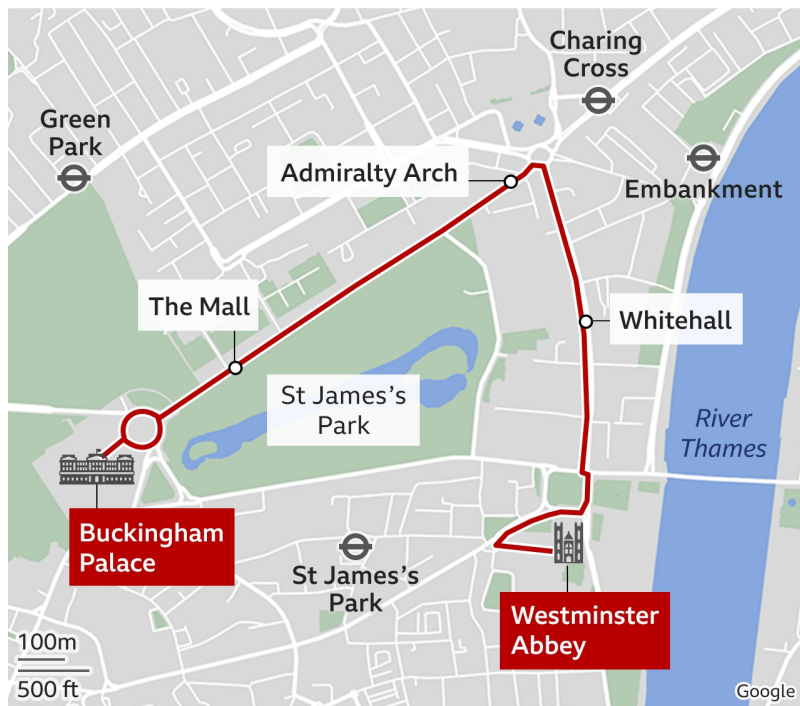 Charing
Cross
Green
Park
Admiralty Arch
Embankment
The Mall
Whitehall
St James’s
Park
River
Thames
Buckingham
Palace
St James’s
Park
Westminster
Abbey
100m
500 ft
Google